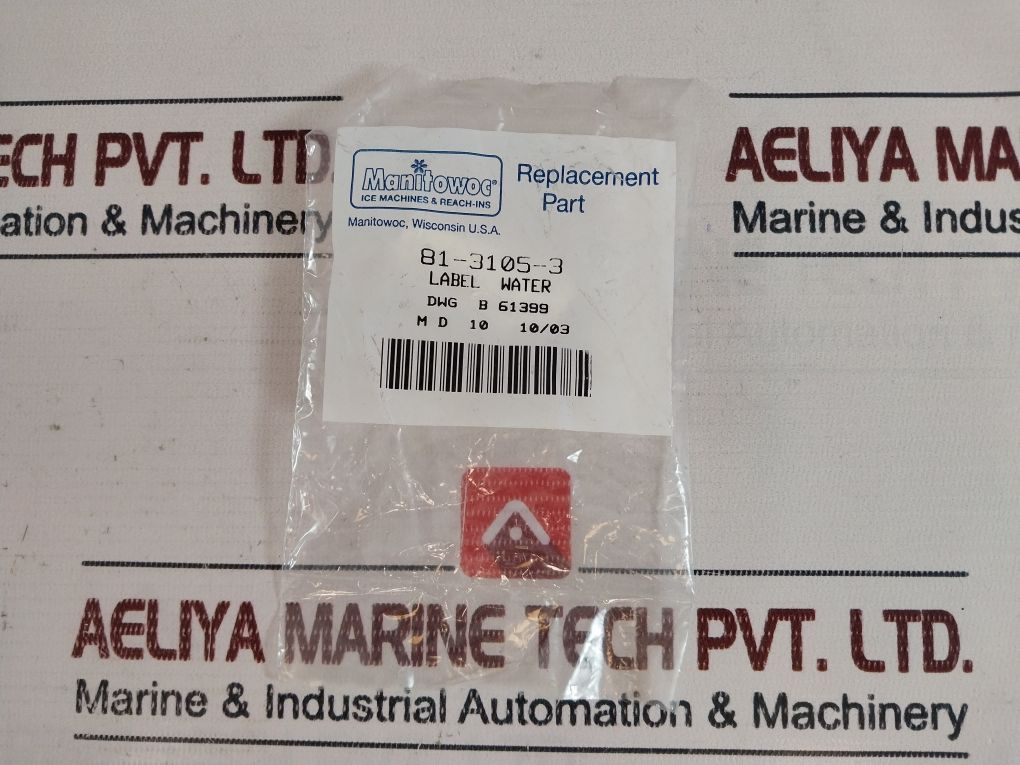 ECH PVT. LTD.
ation & Machinery
AELIYA MA
Marine & Indus
Manitowoc®
ICE MACHINES & REACH-INS
Manitowoc, Wisconsin U.S.A.
Replacement
Part
81-3105-3
LABEL WATER
DWG B 61399
M D 10 10/03
AELIYA MARINE TECH PVT. LTD.
Marine & Industrial Automation & Machinery